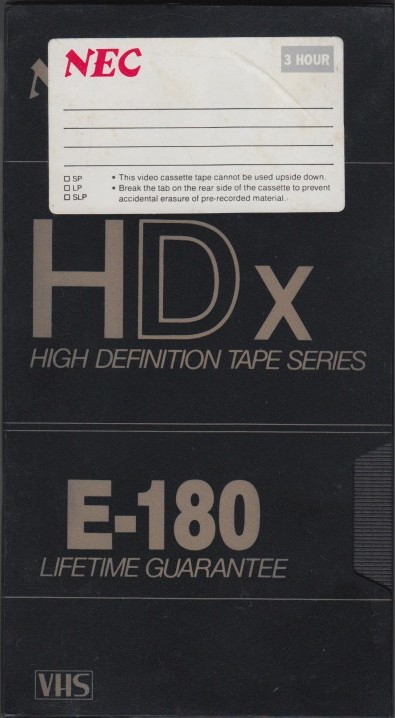 NEC
3 HOUR
SP
LP
SLP
• This video cassette tape cannot be used upside down.
• Break the tab on the rear side of the cassette to prevent
accidental erasure of pre-recorded material.
HDx
HIGH DEFINITION TAPE SERIES
E-180
LIFETIME GUARANTEE
VHS